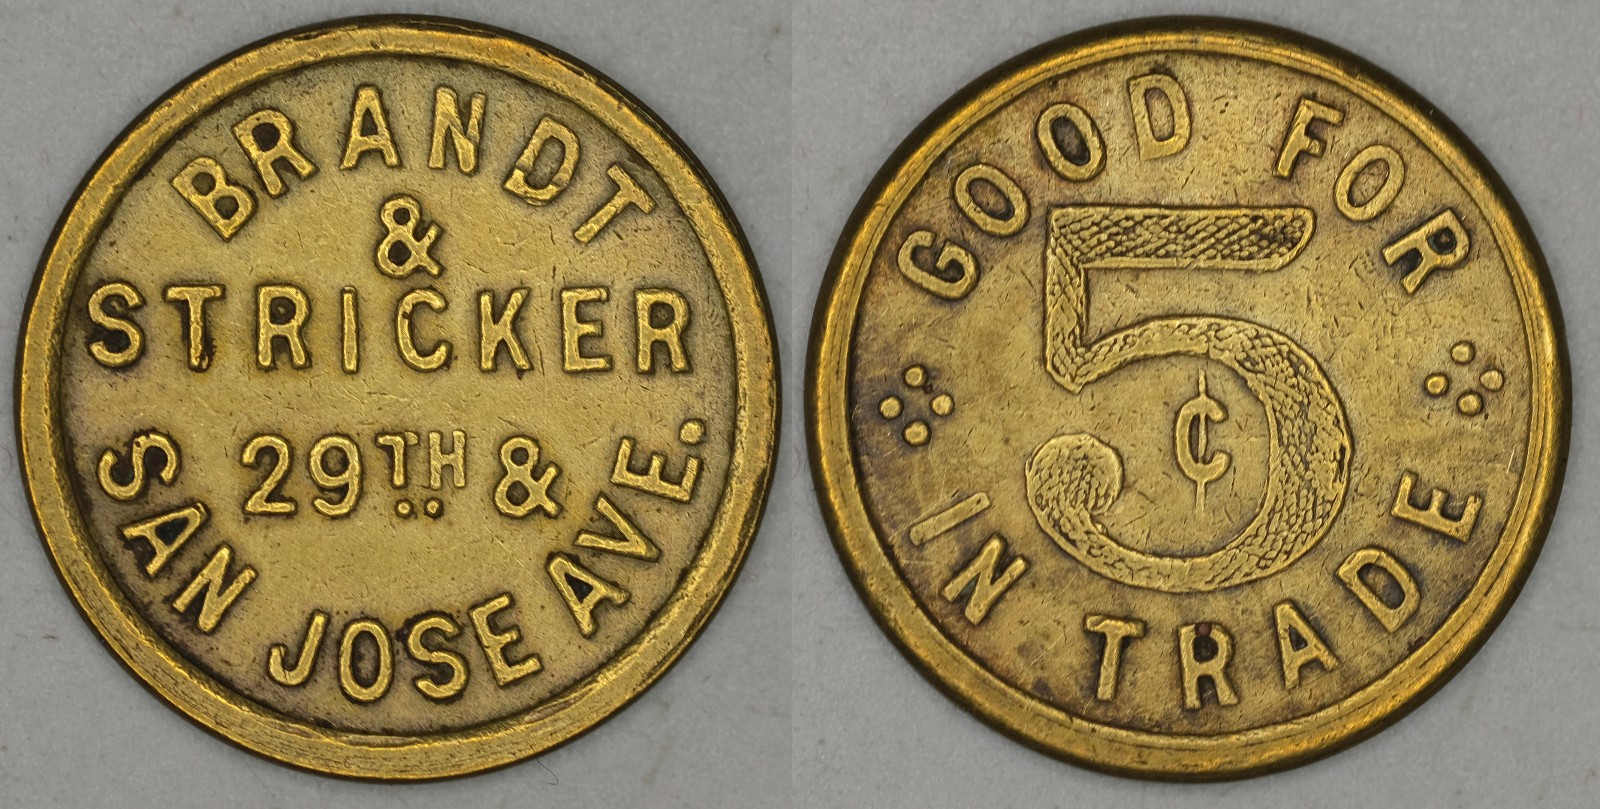 BRANDT
&
STRICKER
29TH &
SAN JOSE AVE.
GOOD FOR
5¢
IN TRADE